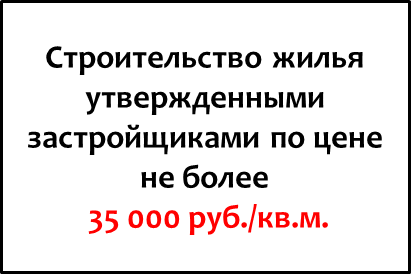 Строительство жилья
утвержденными
застройщиками по цене
не более
35 000 руб./кв.м.